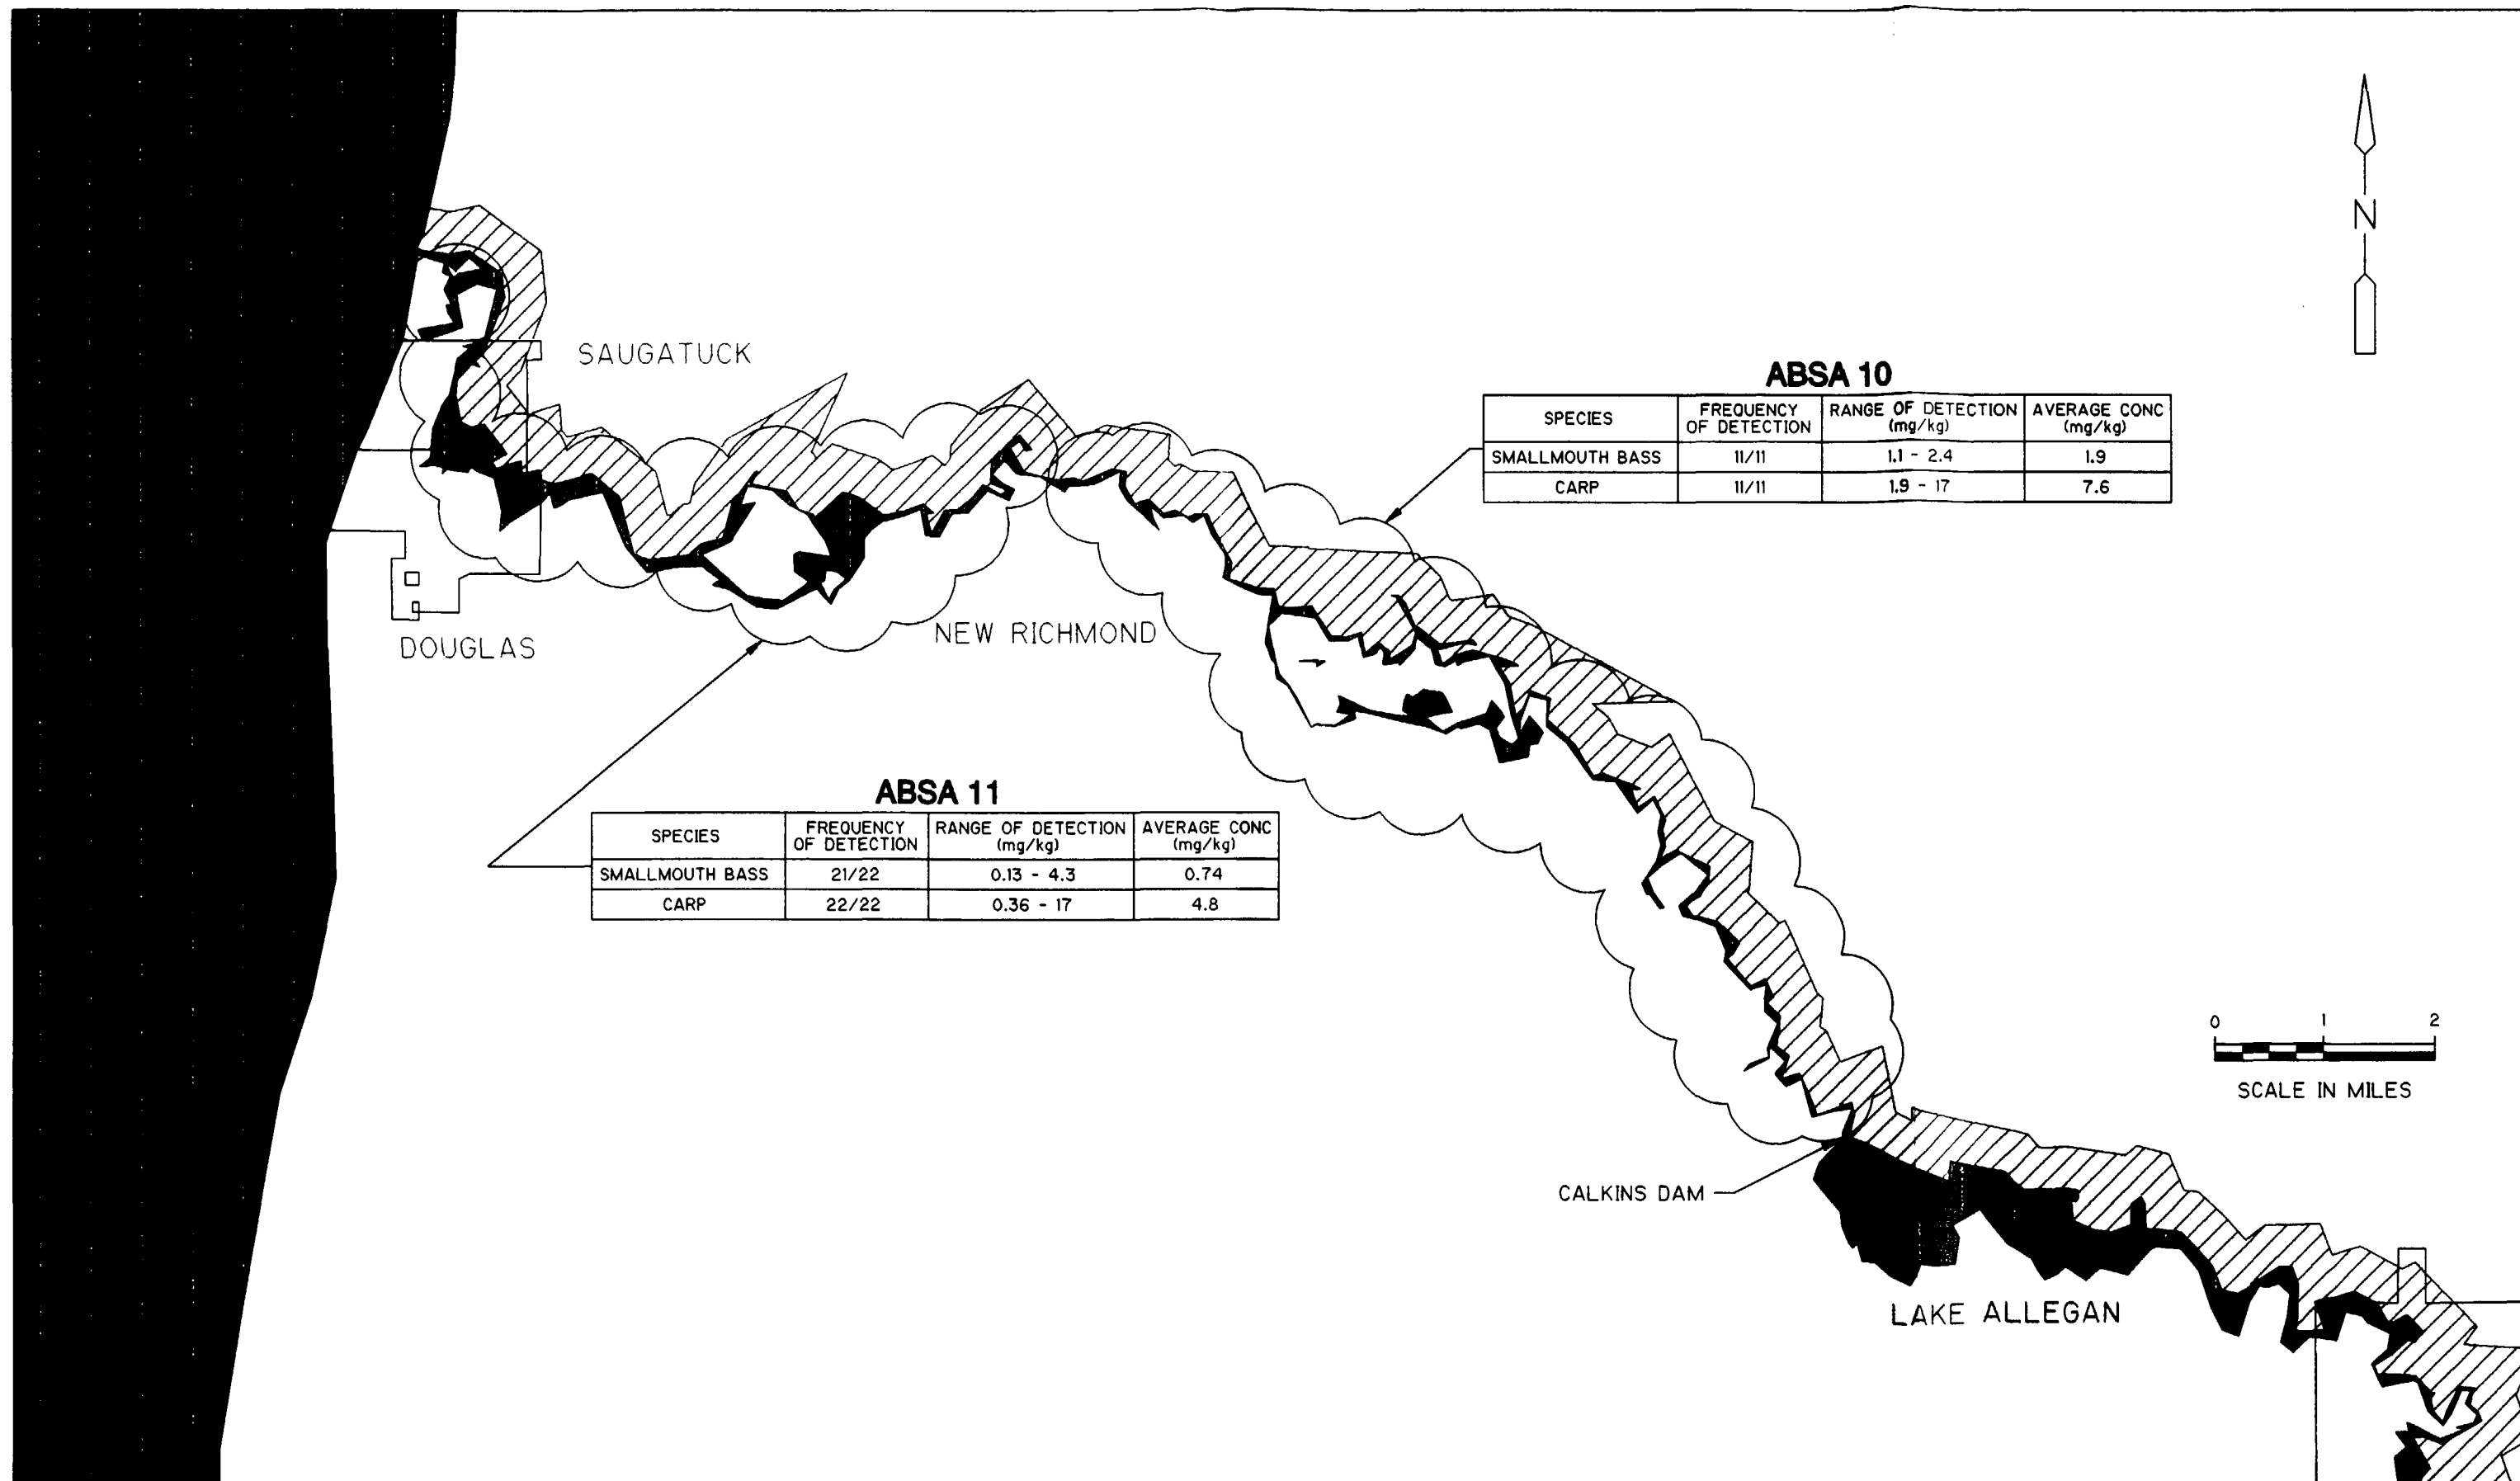 N
SAUGATUCK
ABSA 10
SPECIES FREQUENCY OF DETECTION RANGE OF DETECTION (mg/kg) AVERAGE CONC (mg/kg)
SMALLMOUTH BASS 11/11 1.1 - 2.4 1.9
CARP 11/11 1.9 - 17 7.6
NEW RICHMOND
DOUGLAS
ABSA 11
SPECIES FREQUENCY OF DETECTION RANGE OF DETECTION (mg/kg) AVERAGE CONC (mg/kg)
SMALLMOUTH BASS 21/22 0.13 - 4.3 0.74
CARP 22/22 0.36 - 17 4.8
0 1 2
SCALE IN MILES
CALKINS DAM
LAKE ALLEGAN